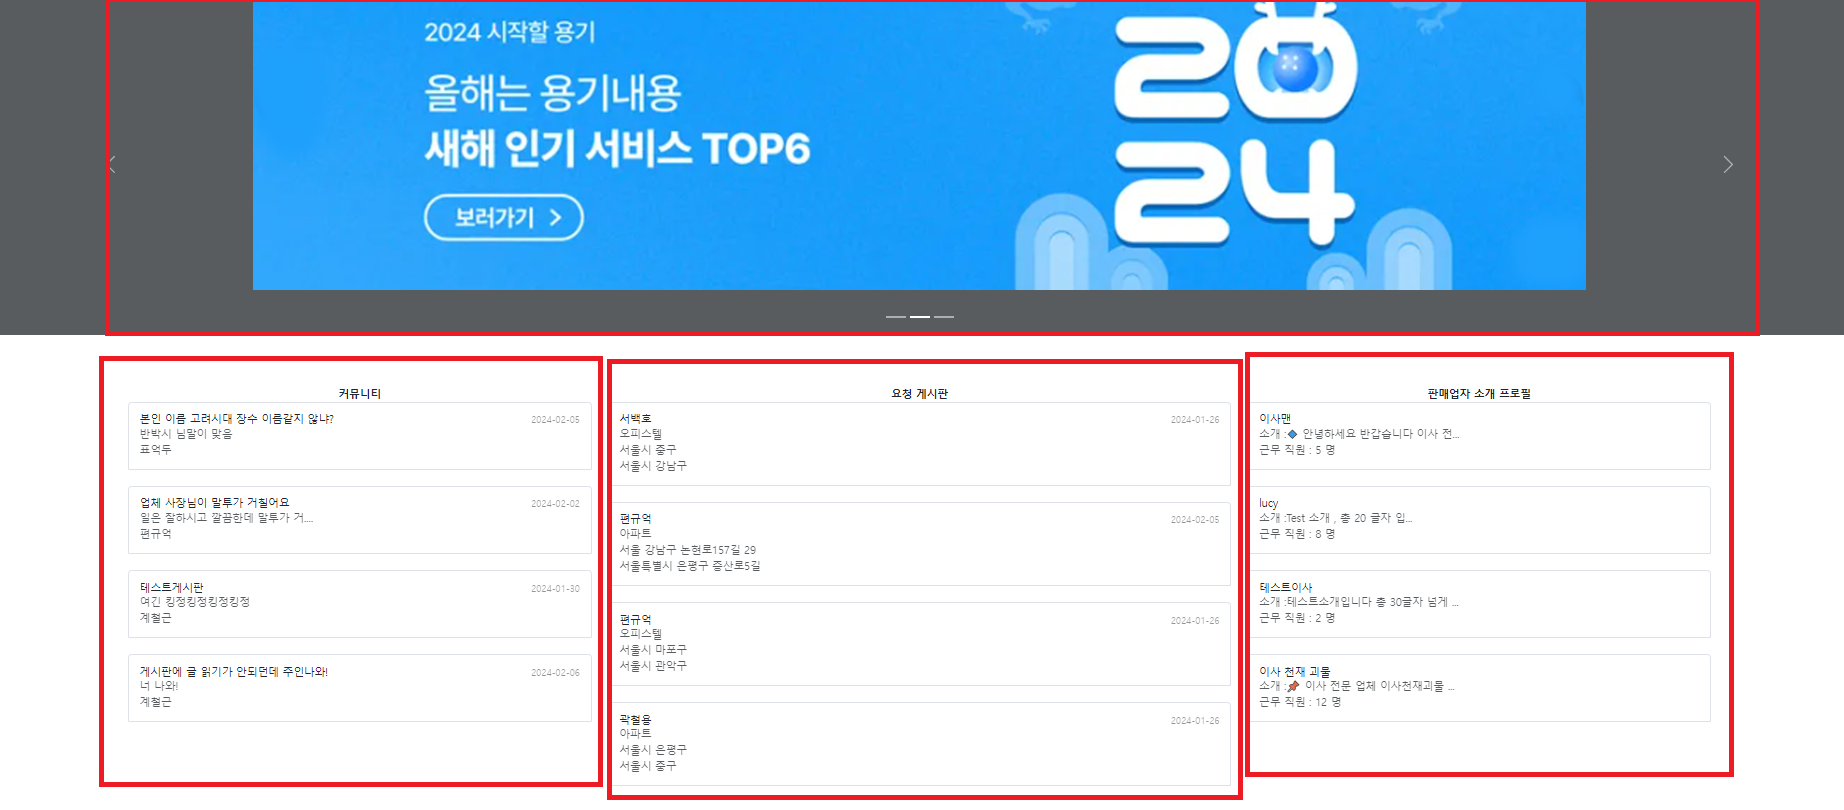 2024 시작할 용기
올해는 용기내용
새해 인기 서비스 TOP6
보러가기
2024
커뮤니티
본인 이름 고려시대 장수 이름같지 않냐? 2024-02-05
반박시 님말이 맞음
표억두
업체 사장님이 말투가 거칠어요 2024-02-02
일은 잘하시고 깔끔한데 말투가 거....
편규억
테스트게시판 2024-01-30
여긴 킹정킹정킹정킹정
계철근
게시판에 글 읽기가 안되던데 주인나와! 2024-02-06
너 나와!
계철근
요청 게시판
서백호 2024-01-26
오피스텔
서울시 중구
서울시 강남구
편규억 2024-02-05
아파트
서울 강남구 논현로157길 29
서울특별시 은평구 증산로5길
편규억 2024-01-26
오피스텔
서울시 마포구
서울시 관악구
곽철용 2024-01-26
아파트
서울시 은평구
서울시 중구
판매업자 소개 프로필
이사맨
소개 :🔹 안녕하세요 반갑습니다 이사 전...
근무 직원 : 5 명
lucy
소개 :Test 소개 , 총 20 글자 입...
근무 직원 : 8 명
테스트이사
소개 :테스트소개입니다 총 30글자 넘게 ...
근무 직원 : 2 명
이사 천재 괴물
소개 :📌 이사 전문 업체 이사천재괴물 ...
근무 직원 : 12 명